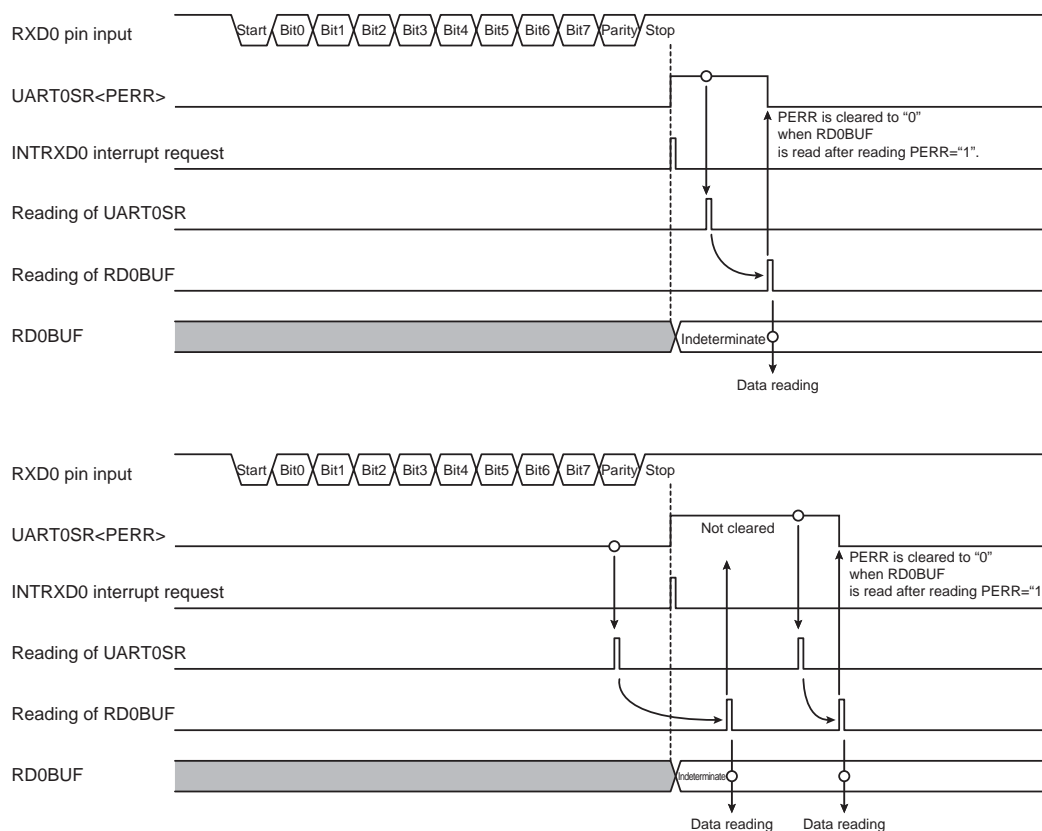 RXD0 pin input
Start Bit0 Bit1 Bit2 Bit3 Bit4 Bit5 Bit6 Bit7 Parity Stop
UART0SR<PERR>
PERR is cleared to “0”
when RD0BUF
is read after reading PERR=“1”.
INTRXD0 interrupt request
Reading of UART0SR
Reading of RD0BUF
RD0BUF
Indeterminate
Data reading
RXD0 pin input
Start Bit0 Bit1 Bit2 Bit3 Bit4 Bit5 Bit6 Bit7 Parity Stop
UART0SR<PERR>
Not cleared
PERR is cleared to “0”
when RD0BUF
is read after reading PERR=“1
INTRXD0 interrupt request
Reading of UART0SR
Reading of RD0BUF
RD0BUF
Indeterminate
Data reading Data reading